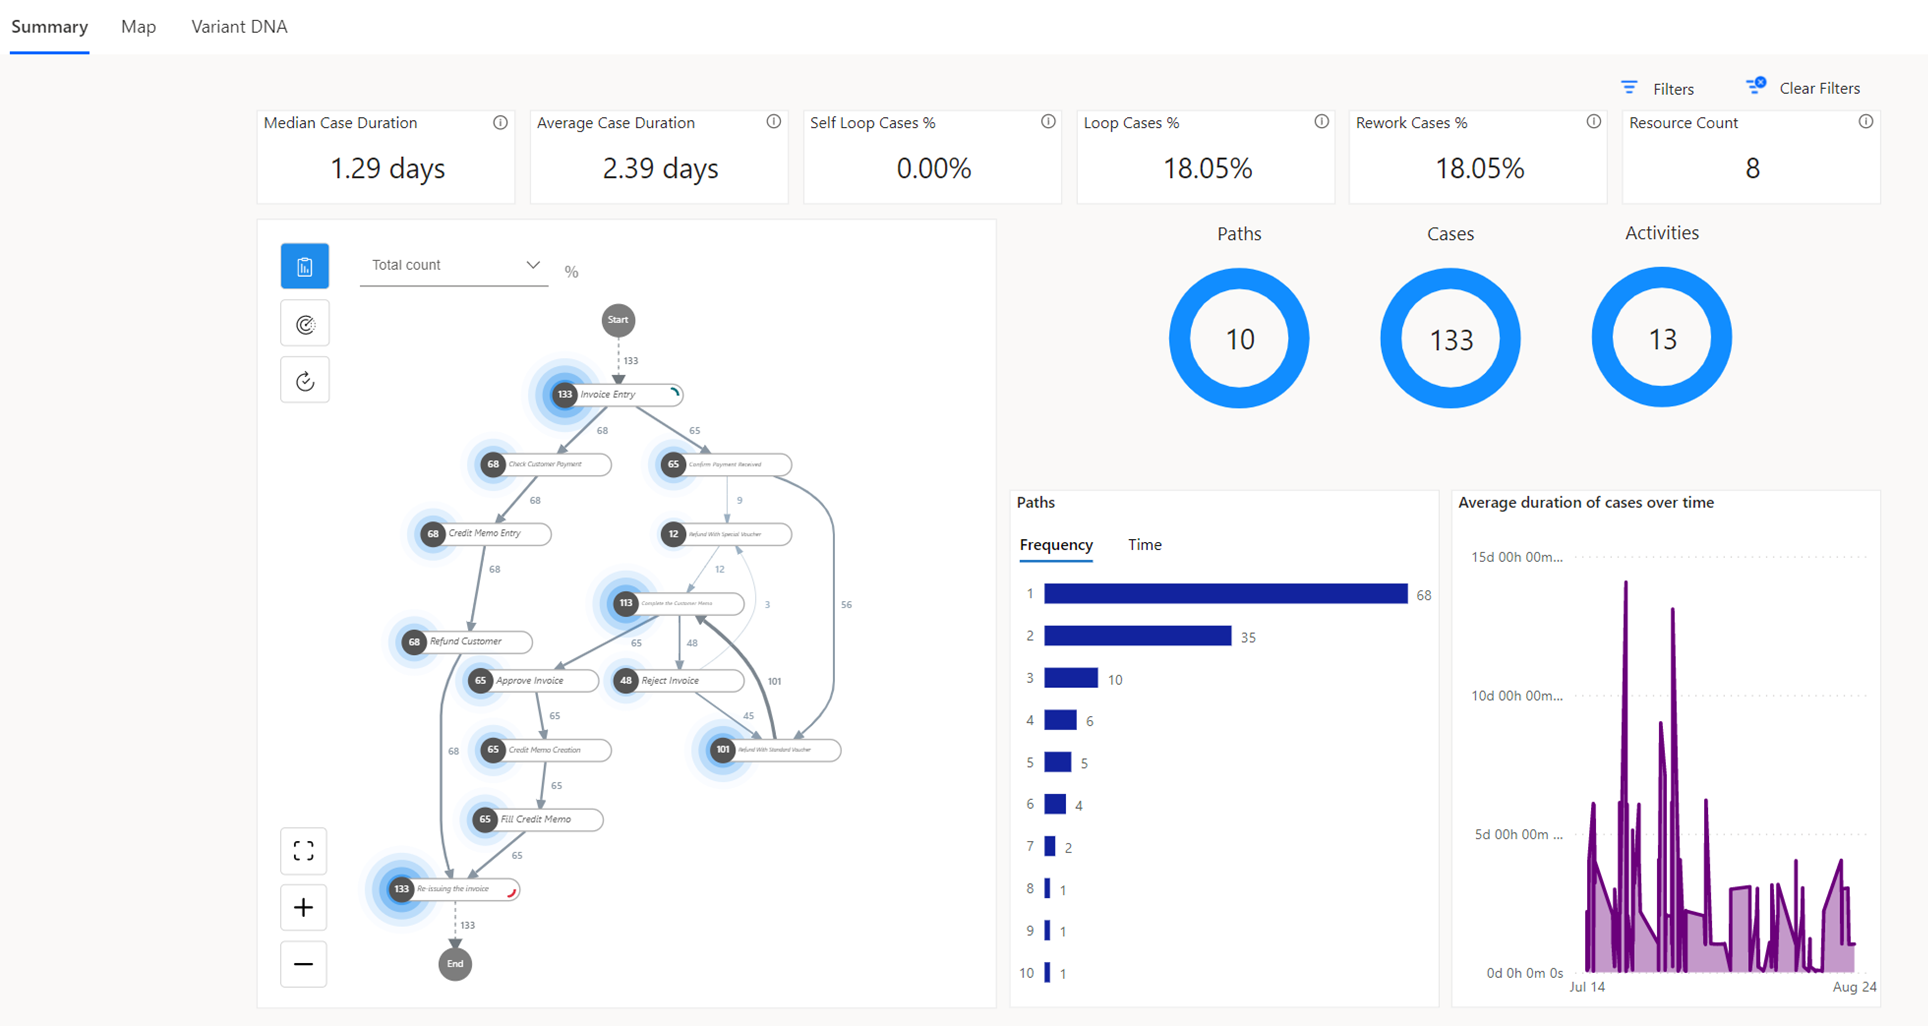 Summary Map Variant DNA
Filters Clear Filters
Median Case Duration
1.29 days
Average Case Duration
2.39 days
Self Loop Cases %
0.00%
Loop Cases %
18.05%
Rework Cases %
18.05%
Resource Count
8
Total count
%
Start
133
133 Invoice Entry
68 65
68 Check Customer Payment
65 Confirm Payment Received
68 9
68 Credit Memo Entry
12 Refund With Special Voucher
68 12
113 Complete the Customer Memo
3 56
68 Refund Customer
65 48
65 Approve Invoice
48 Reject Invoice
101
65 45
68
65 Credit Memo Creation
101 Refund With Standard Voucher
65
65 Fill Credit Memo
65
133 Re-issuing the invoice
133
End
Paths
10
Cases
133
Activities
13
Paths
Frequency Time
1 68
2 35
3 10
4 6
5 5
6 4
7 2
8 1
9 1
10 1
Average duration of cases over time
15d 00h 00m...
10d 00h 00m...
5d 00h 00m ...
0d 0h 0m 0s
Jul 14 Aug 24